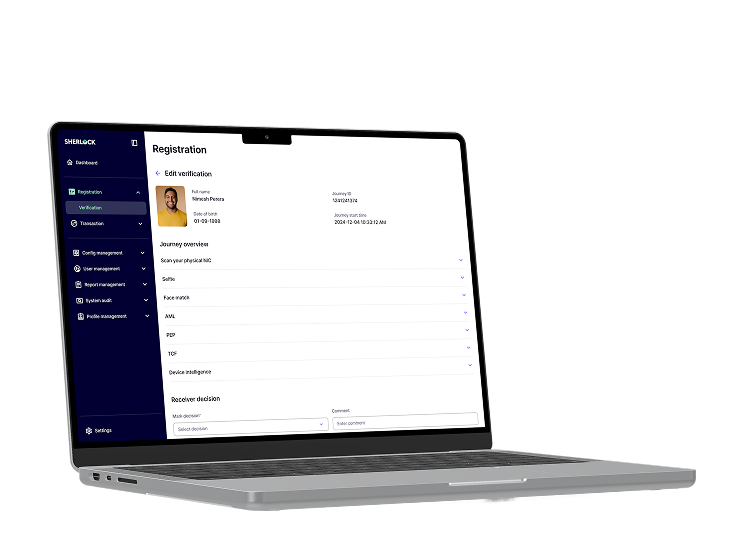 SHERLOCK
Dashboard
Registration
Verification
Transaction
Config management
User management
Report management
System audit
Profile management
Settings
Registration
Edit verification
Full name
Nimesh Perera
Journey ID
1241241324
Date of birth
01-09-1998
Journey start time
2024-12-04 10:33:12 AM
Journey overview
Scan your physical NIC
Selfie
Face match
AML
PEP
TCF
Device intelligence
Receiver decision
Mark decision*
Select decision
Comment
Enter comment